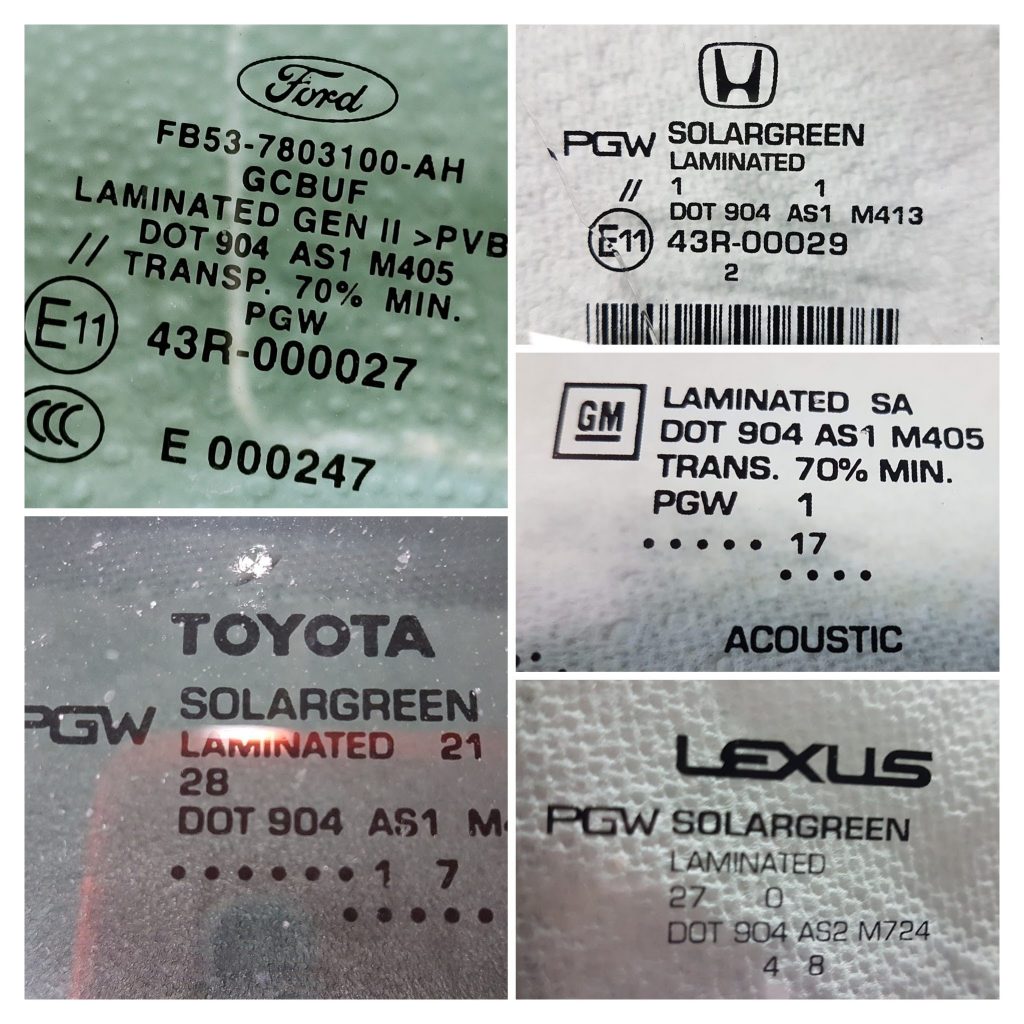 Ford
FB53-7803100-AH
GCBUF
LAMINATED GEN II >PVB
DOT 904 AS1 M405
// TRANSP. 70% MIN.
PGW
E11 43R-000027
CCC
E 000247
H
PGW SOLARGREEN
LAMINATED
// 1 1
DOT 904 AS1 M413
E11 43R-00029
2
GM
LAMINATED SA
DOT 904 AS1 M405
TRANS. 70% MIN.
PGW 1
• • • • • 17
• • • •
ACOUSTIC
TOYOTA
PGW SOLARGREEN
LAMINATED 21
28
DOT 904 AS1 M
• • • • • • 1 7
• • • • •
LEXUS
PGW SOLARGREEN
LAMINATED
27 0
DOT 904 AS2 M724
4 8